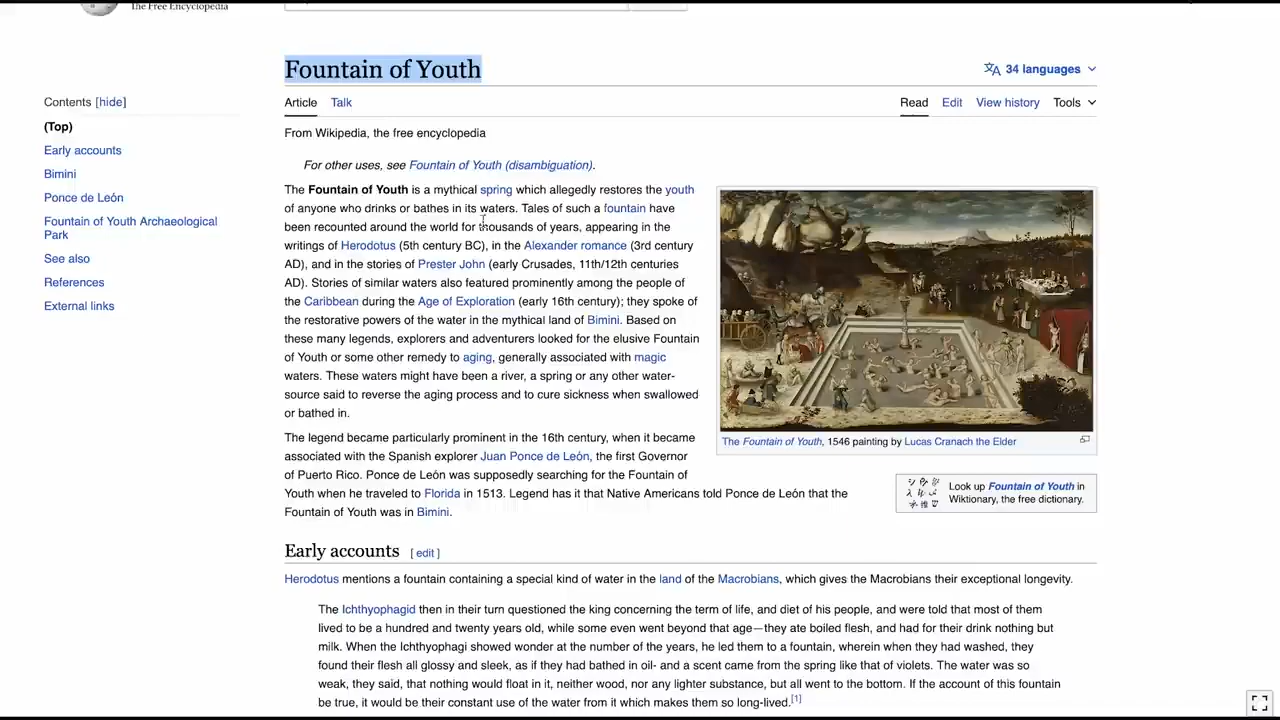 The Free Encyclopedia
Fountain of Youth
34 languages
Contents [hide]
(Top)
Early accounts
Bimini
Ponce de León
Fountain of Youth Archaeological
Park
See also
References
External links
Article Talk
Read Edit View history Tools
From Wikipedia, the free encyclopedia
For other uses, see Fountain of Youth (disambiguation).
The Fountain of Youth is a mythical spring which allegedly restores the youth
of anyone who drinks or bathes in its waters. Tales of such a fountain have
been recounted around the world for thousands of years, appearing in the
writings of Herodotus (5th century BC), in the Alexander romance (3rd century
AD), and in the stories of Prester John (early Crusades, 11th/12th centuries
AD). Stories of similar waters also featured prominently among the people of
the Caribbean during the Age of Exploration (early 16th century); they spoke of
the restorative powers of the water in the mythical land of Bimini. Based on
these many legends, explorers and adventurers looked for the elusive Fountain
of Youth or some other remedy to aging, generally associated with magic
waters. These waters might have been a river, a spring or any other water-
source said to reverse the aging process and to cure sickness when swallowed
or bathed in.
The Fountain of Youth, 1546 painting by Lucas Cranach the Elder
The legend became particularly prominent in the 16th century, when it became
associated with the Spanish explorer Juan Ponce de León, the first Governor
of Puerto Rico. Ponce de León was supposedly searching for the Fountain of
Youth when he traveled to Florida in 1513. Legend has it that Native Americans told Ponce de León that the
Fountain of Youth was in Bimini.
Look up Fountain of Youth in
Wiktionary, the free dictionary.
Early accounts [ edit ]
Herodotus mentions a fountain containing a special kind of water in the land of the Macrobians, which gives the Macrobians their exceptional longevity.
The Ichthyophagid then in their turn questioned the king concerning the term of life, and diet of his people, and were told that most of them
lived to be a hundred and twenty years old, while some even went beyond that age—they ate boiled flesh, and had for their drink nothing but
milk. When the Ichthyophagi showed wonder at the number of the years, he led them to a fountain, wherein when they had washed, they
found their flesh all glossy and sleek, as if they had bathed in oil- and a scent came from the spring like that of violets. The water was so
weak, they said, that nothing would float in it, neither wood, nor any lighter substance, but all went to the bottom. If the account of this fountain
be true, it would be their constant use of the water from it which makes them so long-lived.[1]